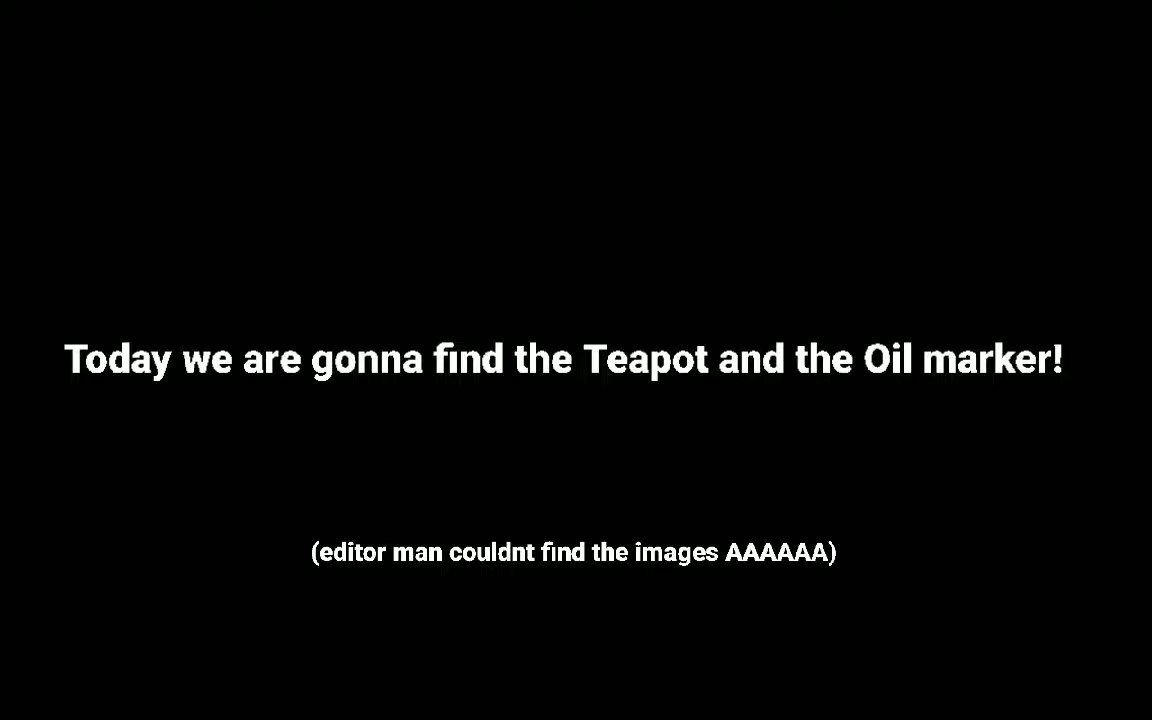 Today we are gonna find the Teapot and the Oil marker!
(editor man couldnt find the images AAAAAA)